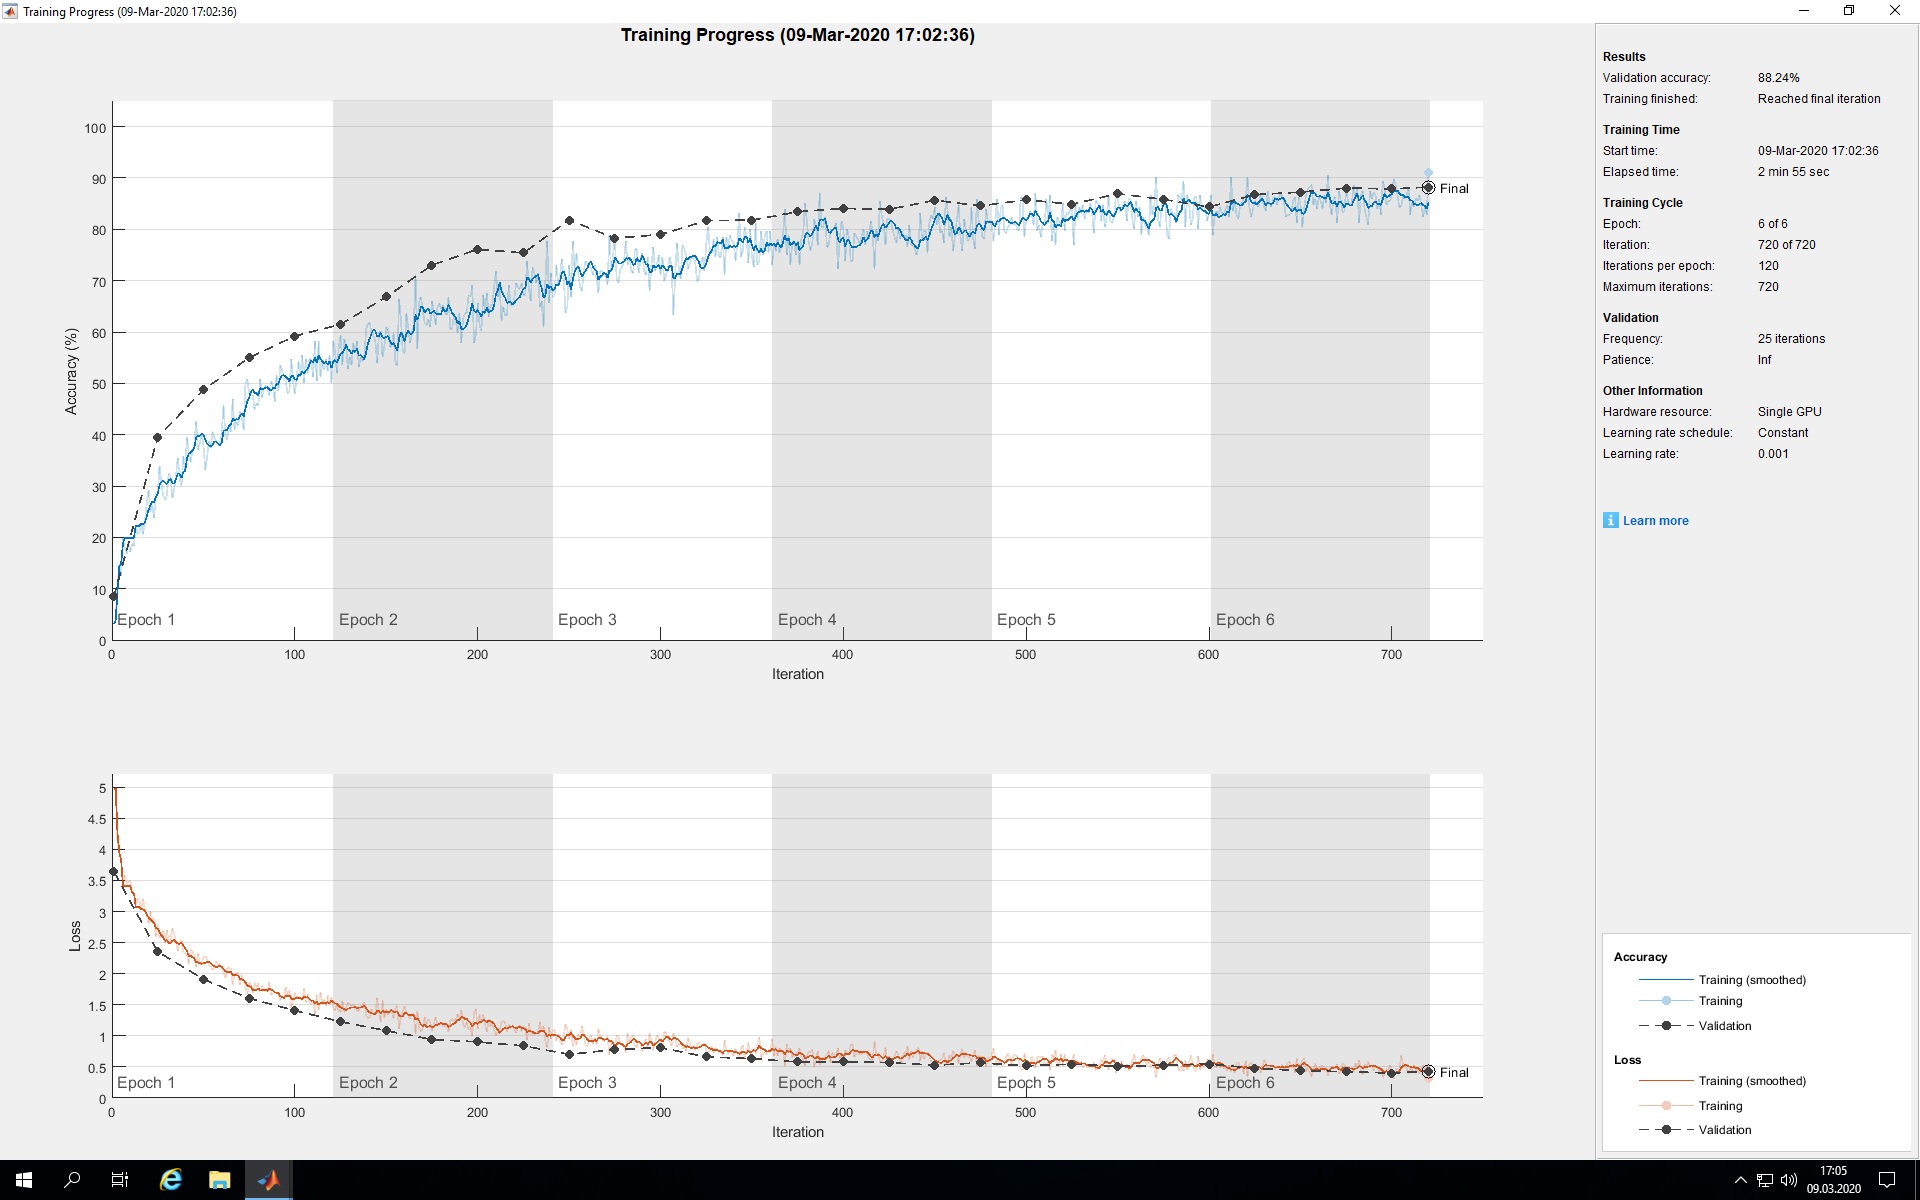 Training Progress (09-Mar-2020 17:02:36)
Training Progress (09-Mar-2020 17:02:36)
Accuracy (%)
100
90
80
70
60
50
40
30
20
10
0
Epoch 1 Epoch 2 Epoch 3 Epoch 4 Epoch 5 Epoch 6
Final
0 100 200 300 400 500 600 700
Iteration
Loss
5
4.5
4
3.5
3
2.5
2
1.5
1
0.5
0
Epoch 1 Epoch 2 Epoch 3 Epoch 4 Epoch 5 Epoch 6
Final
0 100 200 300 400 500 600 700
Iteration
Results
Validation accuracy: 88.24%
Training finished: Reached final iteration
Training Time
Start time: 09-Mar-2020 17:02:36
Elapsed time: 2 min 55 sec
Training Cycle
Epoch: 6 of 6
Iteration: 720 of 720
Iterations per epoch: 120
Maximum iterations: 720
Validation
Frequency: 25 iterations
Patience: Inf
Other Information
Hardware resource: Single GPU
Learning rate schedule: Constant
Learning rate: 0.001
i Learn more
Accuracy
Training (smoothed)
Training
Validation
Loss
Training (smoothed)
Training
Validation
17:05
09.03.2020